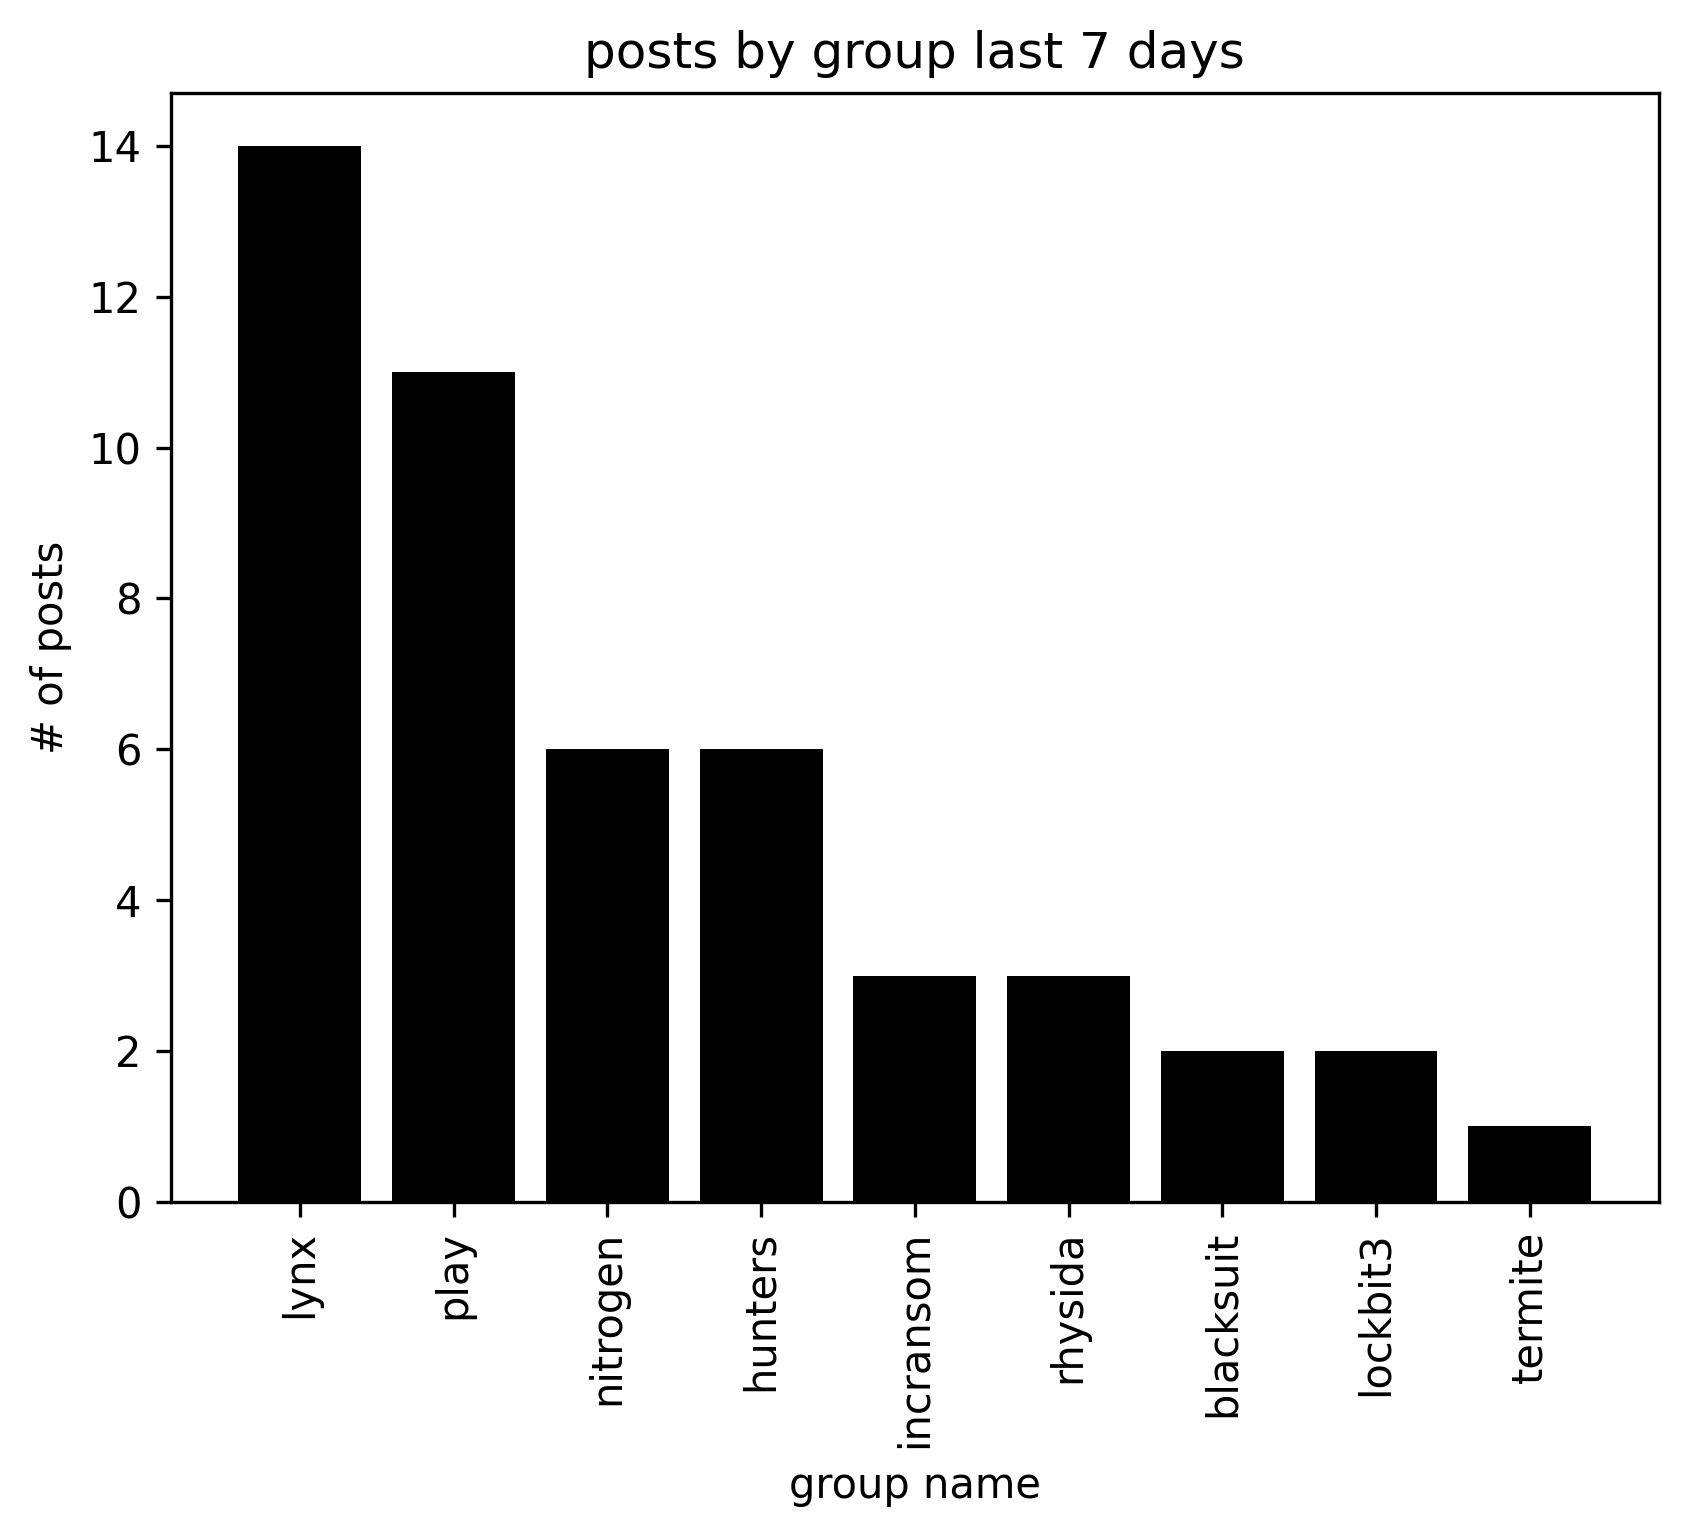 posts by group last 7 days
14
12
10
8
6
4
2
0
# of posts
lynx
play
nitrogen
hunters
incransom
rhysida
blacksuit
lockbit3
termite
group name